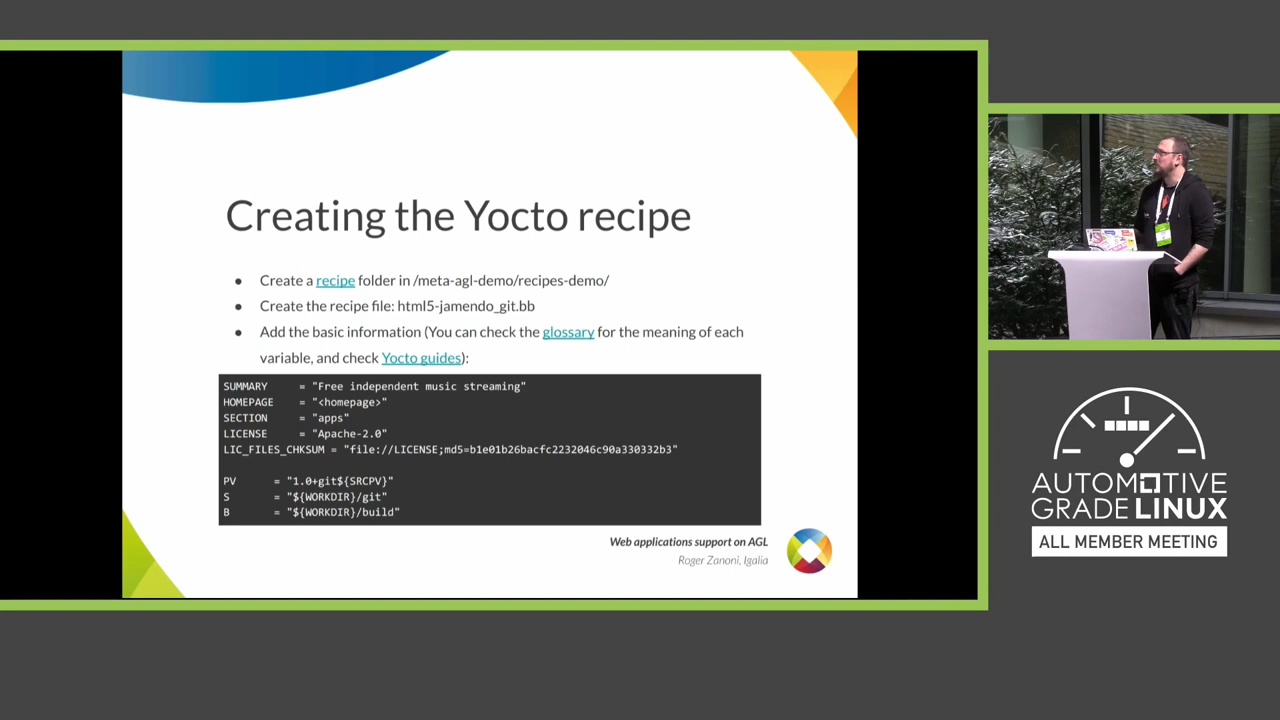 Creating the Yocto recipe
● Create a recipe folder in /meta-agl-demo/recipes-demo/
● Create the recipe file: html5-jamendo_git.bb
● Add the basic information (You can check the glossary for the meaning of each
variable, and check Yocto guides):
SUMMARY = "Free independent music streaming"
HOMEPAGE = "<homepage>"
SECTION = "apps"
LICENSE = "Apache-2.0"
LIC_FILES_CHKSUM = "file://LICENSE;md5=b1e01b26bacfc2232046c90a330332b3"
PV = "1.0+git${SRCPV}"
S = "${WORKDIR}/git"
B = "${WORKDIR}/build"
Web applications support on AGL
Roger Zanoni, Igalia
AUTOMOTIVE
GRADE LINUX
ALL MEMBER MEETING